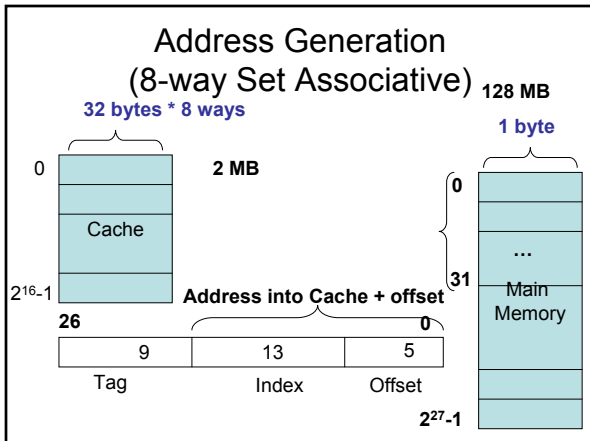 Address Generation
(8-way Set Associative)
128 MB
32 bytes * 8 ways
1 byte
0
2 MB
0
Cache
...
2¹⁶-1
31
Main
Memory
Address into Cache + offset
26
0
9
13
5
Tag
Index
Offset
2²⁷-1